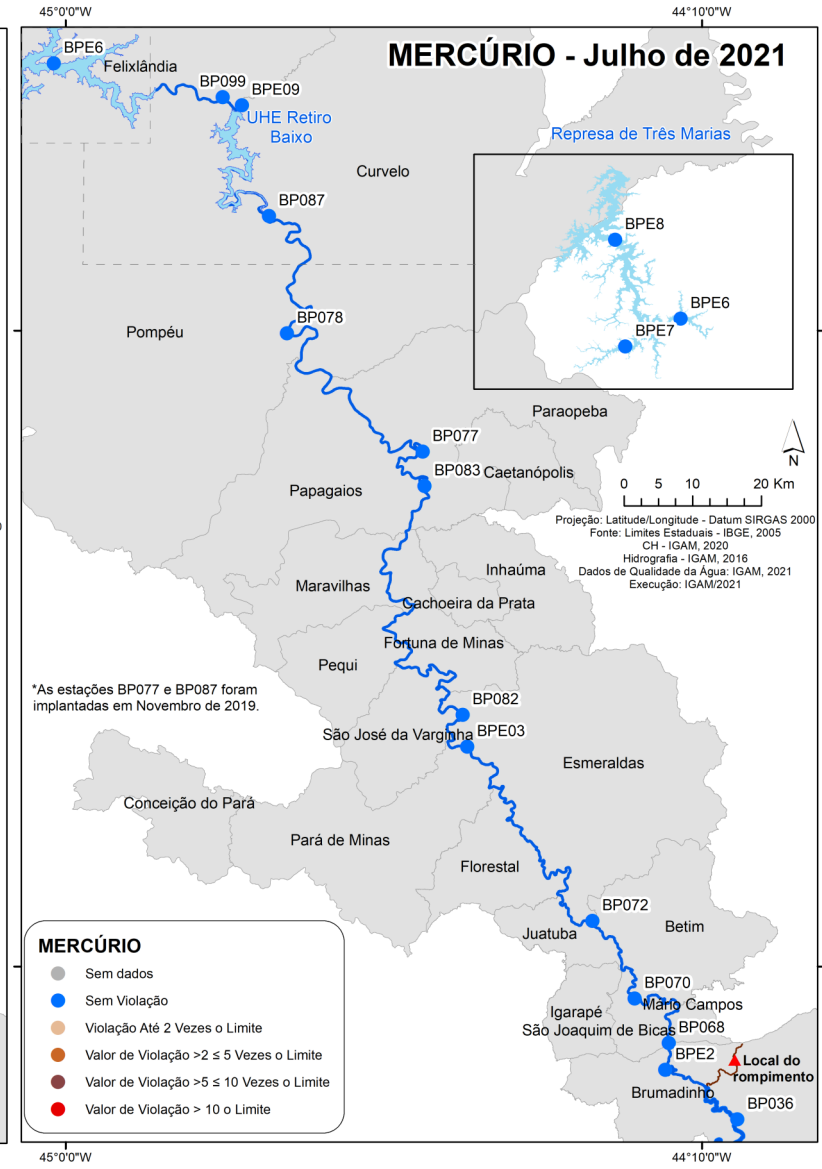 45°0'0"W
44°10'0"W
MERCÚRIO - Julho de 2021
BPE6
Felixlândia
BP099
BPE09
UHE Retiro
Baixo
Represa de Três Marias
Curvelo
BP087
BPE8
BPE6
BPE7
BP078
Pompéu
Paraopeba
BP077
BP083
Caetanópolis
Papagaios
N
0 5 10 20 Km
Projeção: Latitude/Longitude - Datum SIRGAS 2000
Fonte: Limites Estaduais - IBGE, 2005
CH - IGAM, 2020
Hidrografia - IGAM, 2016
Dados de Qualidade da Água: IGAM, 2021
Execução: IGAM/2021
Inhaúma
Maravilhas
Cachoeira da Prata
Fortuna de Minas
Pequi
*As estações BP077 e BP087 foram
implantadas em Novembro de 2019.
BP082
São José da Varginha
BPE03
Esmeraldas
Conceição do Pará
Pará de Minas
Florestal
BP072
Betim
Juatuba
BP070
Mário Campos
Igarapé
São Joaquim de Bicas
BP068
BPE2
Local do
rompimento
Brumadinho
BP036
MERCÚRIO
Sem dados
Sem Violação
Violação Até 2 Vezes o Limite
Valor de Violação >2 ≤ 5 Vezes o Limite
Valor de Violação >5 ≤ 10 Vezes o Limite
Valor de Violação > 10 o Limite
45°0'0"W
44°10'0"W